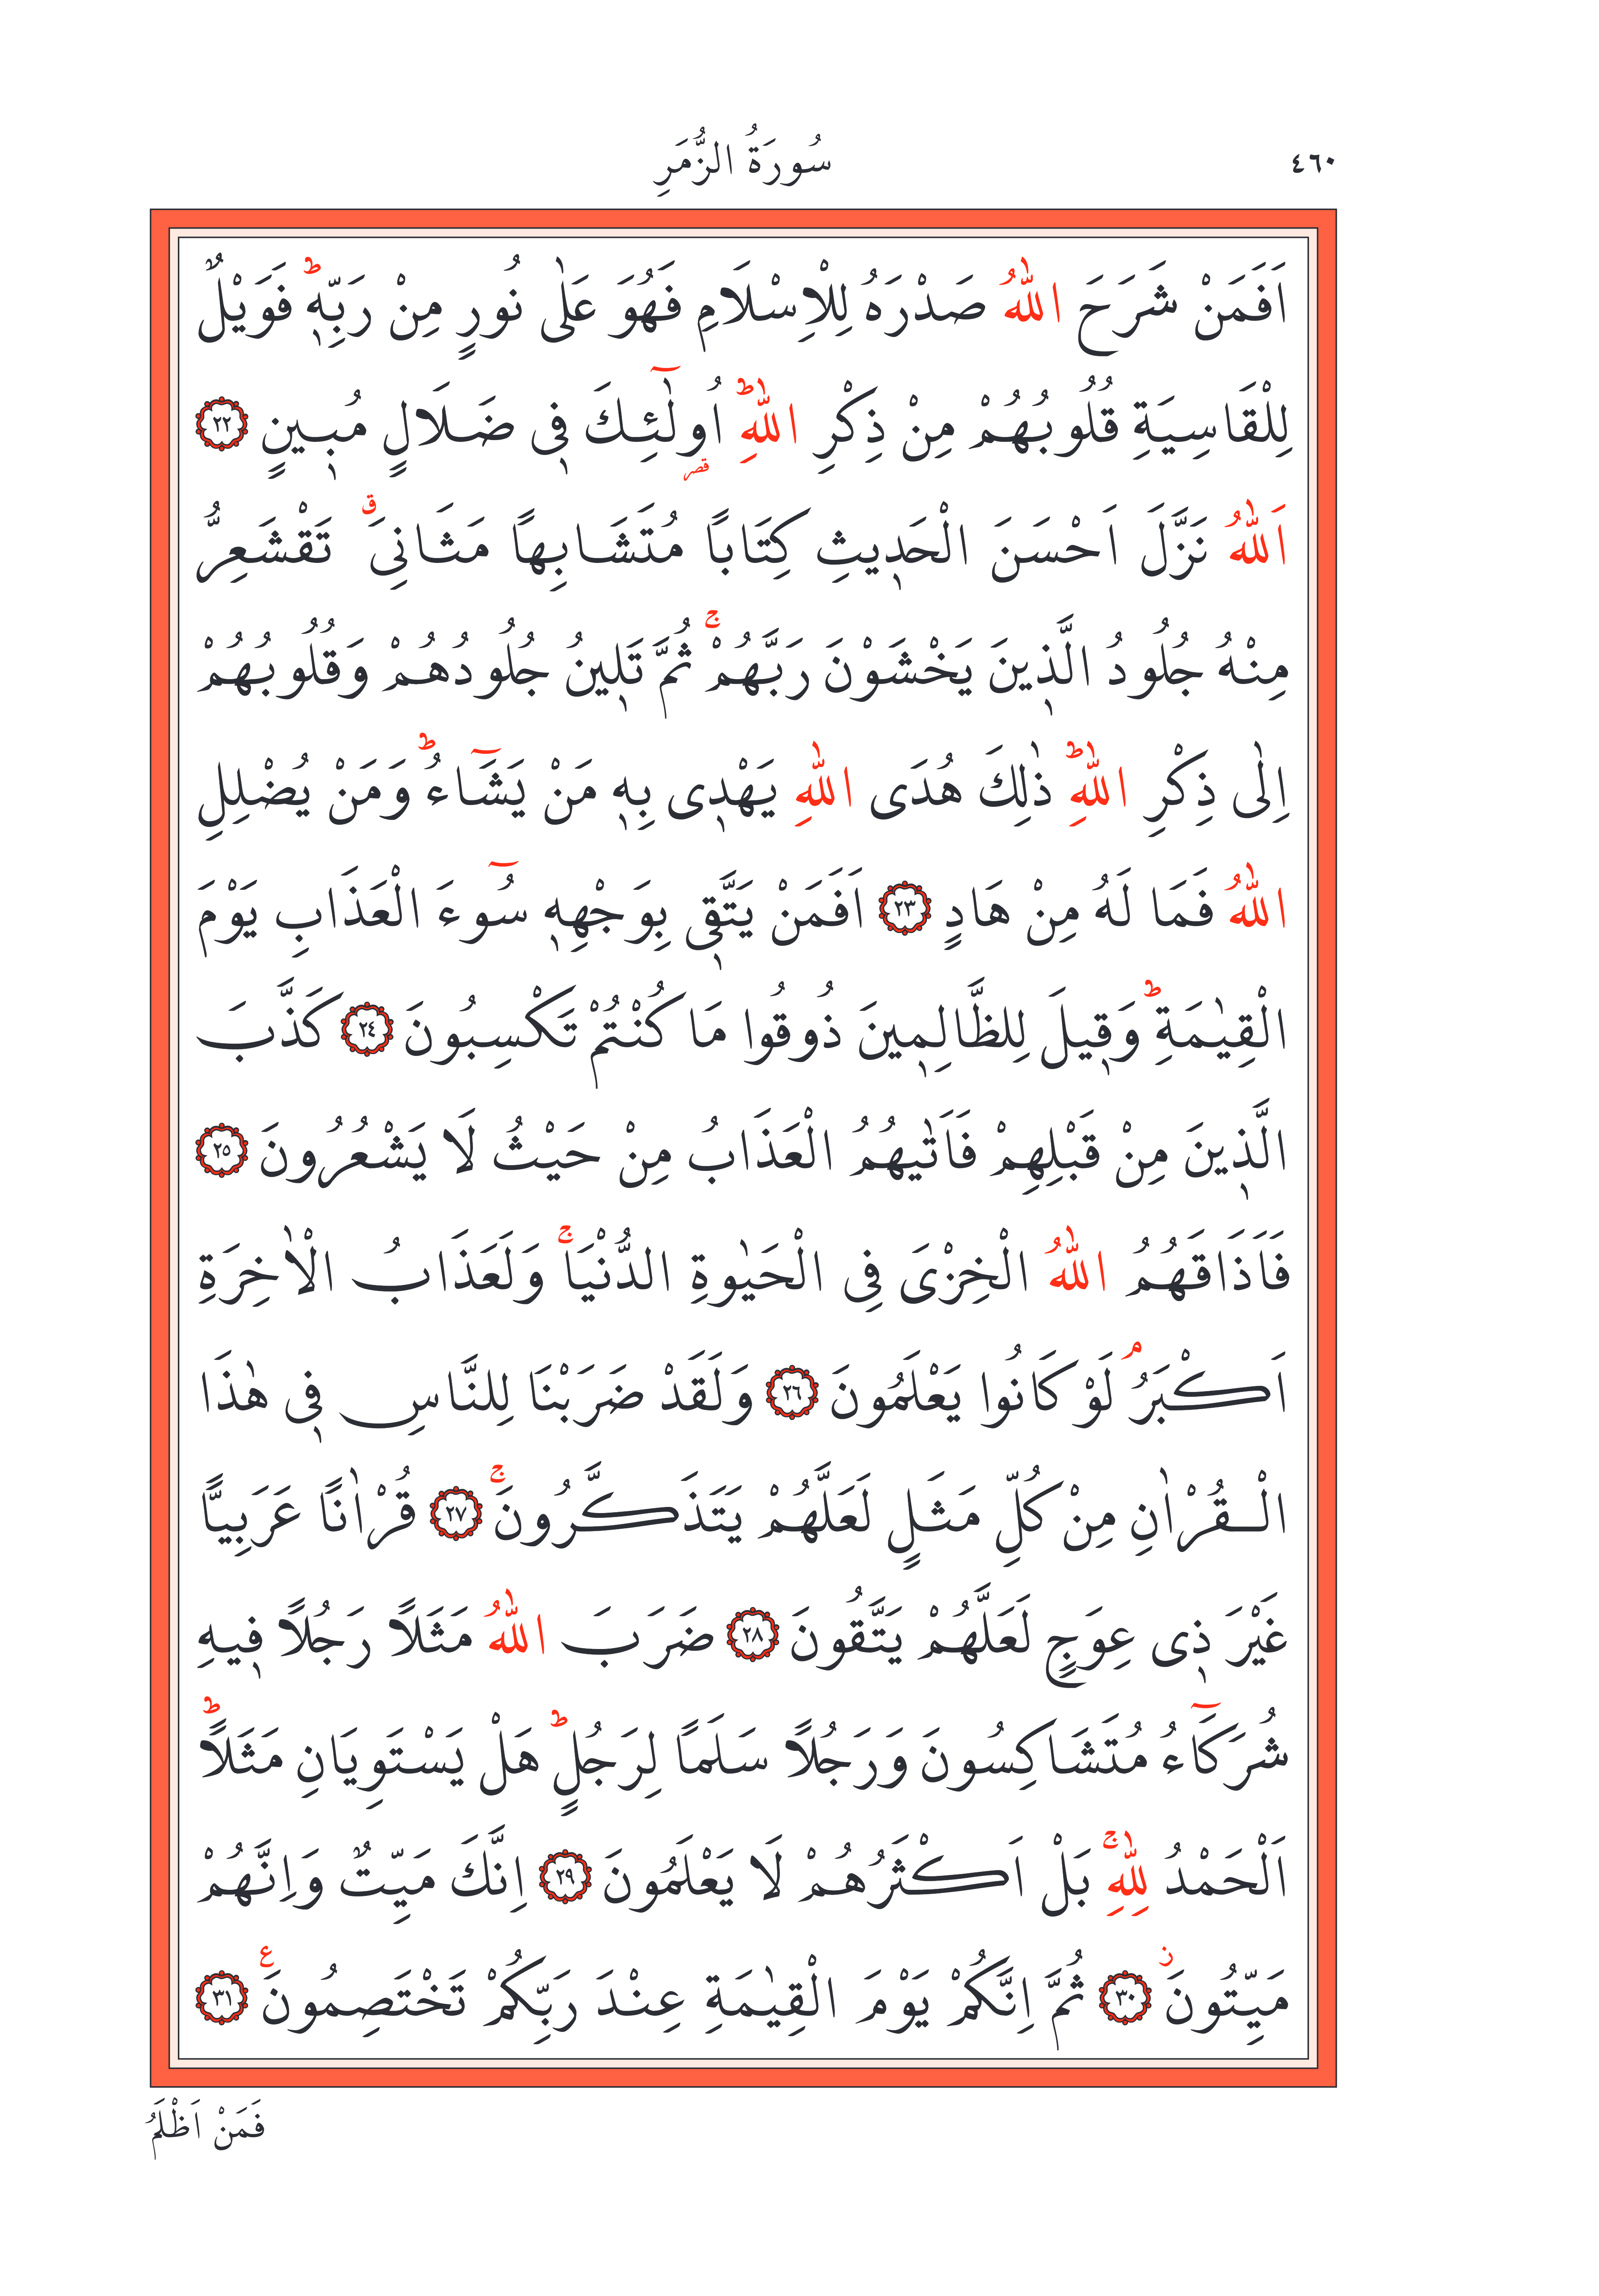 ٤٦٠
سُورَةُ الزُّمَرِ
اَفَمَنْ شَرَحَ اللّٰهُ صَدْرَهُ لِلْاِسْلَامِ فَهُوَ عَلٰى نُورٍ مِنْ رَبِّه۪ۜ فَوَيْلٌ
لِلْقَاسِيَةِ قُلُوبُهُمْ مِنْ ذِكْرِ اللّٰهِۜ اُو۬لٰٓئِكَ ف۪ى ضَلَالٍ مُب۪ينٍ ﴿٢٢﴾
اَللّٰهُ نَزَّلَ اَحْسَنَ الْحَد۪يثِ كِتَابًا مُتَشَابِهًا مَثَانِىَۗ تَقْشَعِرُّ
مِنْهُ جُلُودُ الَّذ۪ينَ يَخْشَوْنَ رَبَّهُمْۚ ثُمَّ تَل۪ينُ جُلُودُهُمْ وَقُلُوبُهُمْ
اِلٰى ذِكْرِ اللّٰهِۜ ذٰلِكَ هُدَى اللّٰهِ يَهْد۪ى بِه۪ مَنْ يَشَٓاءُۜ وَمَنْ يُضْلِلِ
اللّٰهُ فَمَا لَهُ مِنْ هَادٍ ﴿٢٣﴾ اَفَمَنْ يَتَّق۪ى بِوَجْهِه۪ سُٓوءَ الْعَذَابِ يَوْمَ
الْقِيٰمَةِۜ وَق۪يلَ لِلظَّالِم۪ينَ ذُوقُوا مَا كُنْتُمْ تَكْسِبُونَ ﴿٢٤﴾ كَذَّبَ
الَّذ۪ينَ مِنْ قَبْلِهِمْ فَاَتٰيهُمُ الْعَذَابُ مِنْ حَيْثُ لَا يَشْعُرُونَ ﴿٢٥﴾
فَاَذَاقَهُمُ اللّٰهُ الْخِزْىَ فِى الْحَيٰوةِ الدُّنْيَاۚ وَلَعَذَابُ الْاٰخِرَةِ
اَكْبَرُۢ لَوْ كَانُوا يَعْلَمُونَ ﴿٢٦﴾ وَلَقَدْ ضَرَبْنَا لِلنَّاسِ ف۪ى هٰذَا
الْقُرْاٰنِ مِنْ كُلِّ مَثَلٍ لَعَلَّهُمْ يَتَذَكَّرُونَۚ ﴿٢٧﴾ قُرْاٰنًا عَرَبِيًّا
غَيْرَ ذ۪ى عِوَجٍ لَعَلَّهُمْ يَتَّقُونَ ﴿٢٨﴾ ضَرَبَ اللّٰهُ مَثَلًا رَجُلًا ف۪يهِ
شُرَكَٓاءُ مُتَشَاكِسُونَ وَرَجُلًا سَلَمًا لِرَجُلٍۜ هَلْ يَسْتَوِيَانِ مَثَلًاۜ
اَلْحَمْدُ لِلّٰهِۚ بَلْ اَكْثَرُهُمْ لَا يَعْلَمُونَ ﴿٢٩﴾ اِنَّكَ مَيِّتٌ وَاِنَّهُمْ
مَيِّتُونَۘ ﴿٣٠﴾ ثُمَّ اِنَّكُمْ يَوْمَ الْقِيٰمَةِ عِنْدَ رَبِّكُمْ تَخْتَصِمُونَ۟ ﴿٣١﴾
فَمَنْ اَظْلَمُ